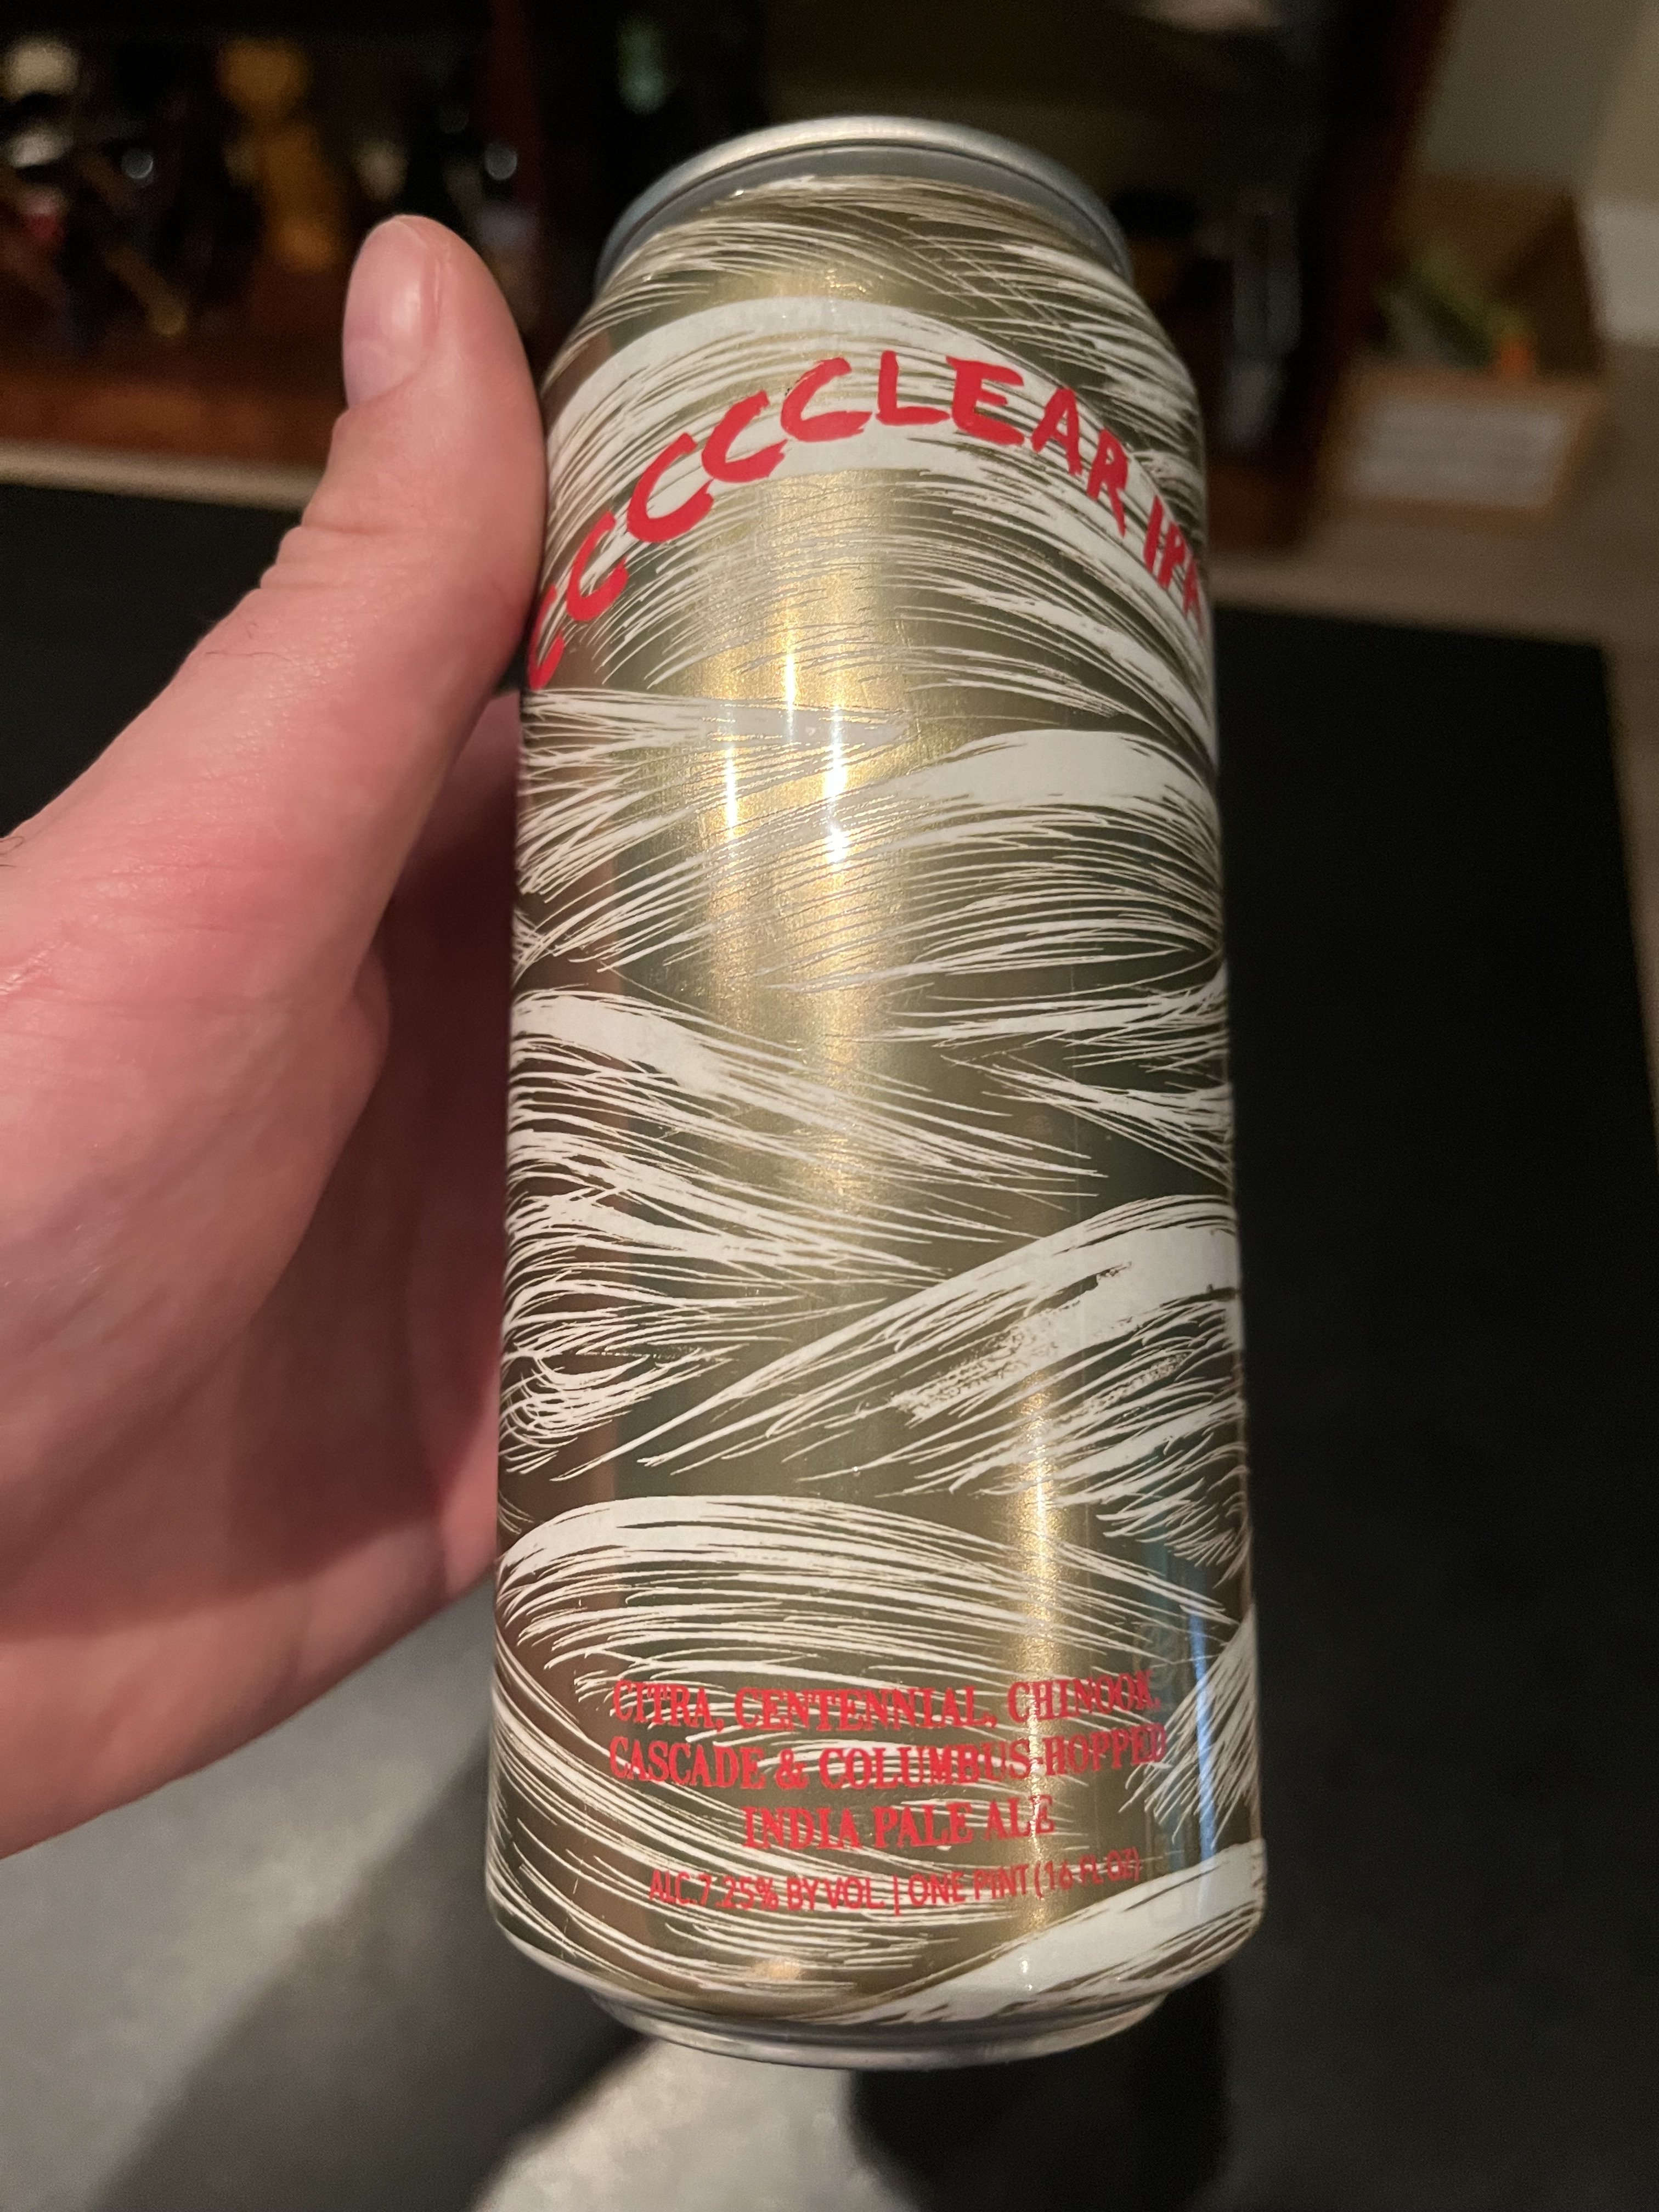 CCCCCLEAR IPA
CITRA, CENTENNIAL, CHINOOK,
CASCADE & COLUMBUS-HOPPED
INDIA PALE ALE
ALC. 7.25% BY VOL. | ONE PINT (16 FL OZ)